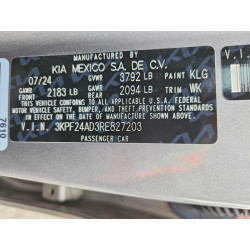 KIA MEXICO S.A. DE C.V.
07/24 GVWR 3792 LB PAINT KLG
GAWR FRONT 2183 LB GAWR REAR 2094 LB TRIM WK
THIS VEHICLE CONFORMS TO ALL APPLICABLE FEDERAL MOTOR VEHICLE
SAFETY, BUMPER, AND THEFT PREVENTION STANDARDS IN
EFFECT ON THE DATE OF MANUFACTURE SHOWN ABOVE.
V.I.N. 3KPF24AD3RE827203
PASSENGER CAR
7610